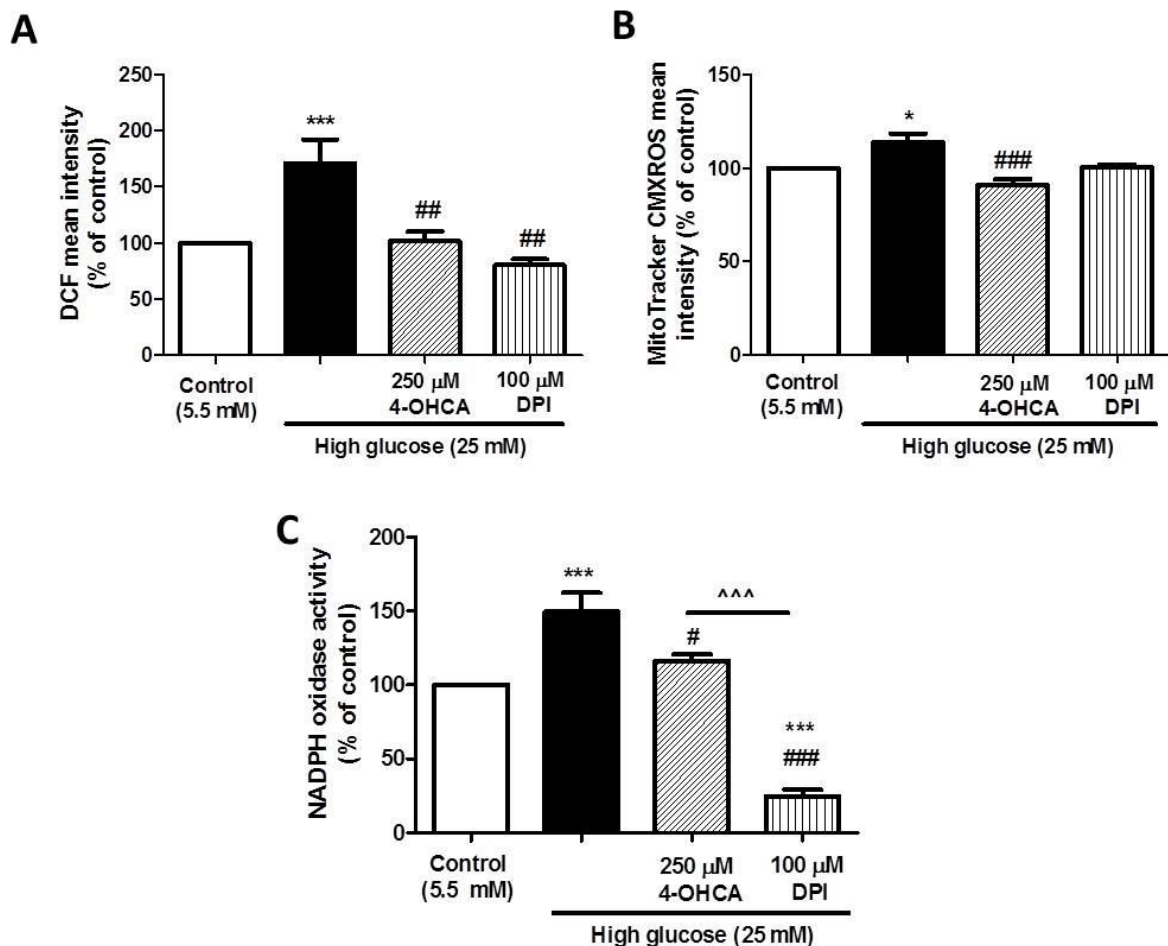 A
DCF mean intensity
(% of control)
250
200
150
100
50
0
***
##
##
Control
(5.5 mM)
250 μM
4-OHCA
100 μM
DPI
High glucose (25 mM)
B
MitoTracker CMXROS mean
intensity (% of control)
150
100
50
0
*
###
Control
(5.5 mM)
250 μM
4-OHCA
100 μM
DPI
High glucose (25 mM)
C
NADPH oxidase activity
(% of control)
200
150
100
50
0
***
^^^
#
***
###
Control
(5.5 mM)
250 μM
4-OHCA
100 μM
DPI
High glucose (25 mM)